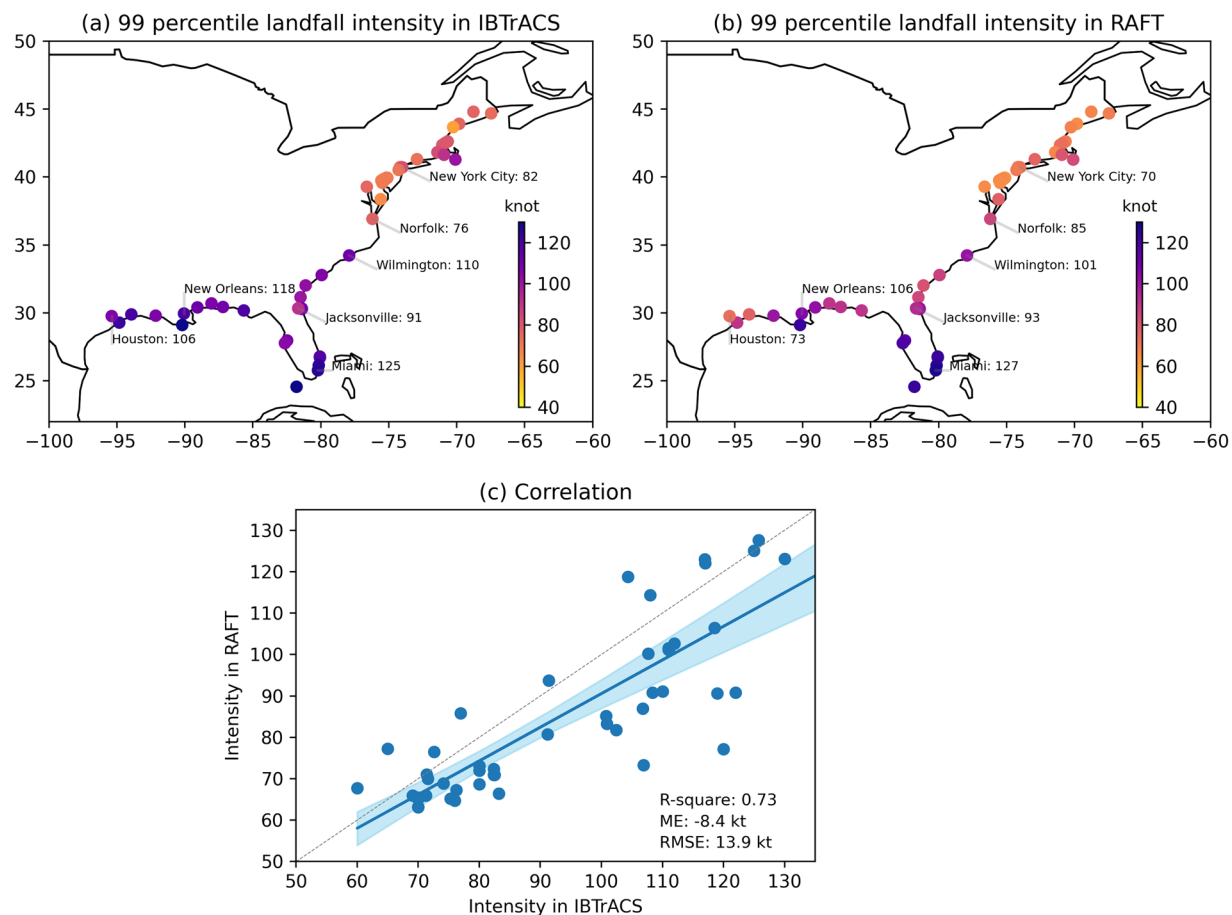 (a) 99 percentile landfall intensity in IBTrACS
50
45
40
35
30
25
−100
−95
−90
−85
−80
−75
−70
−65
−60
New York City: 82
Norfolk: 76
Wilmington: 110
New Orleans: 118
Jacksonville: 91
Houston: 106
Miami: 125
knot
120
100
80
60
40
(b) 99 percentile landfall intensity in RAFT
50
45
40
35
30
25
−100
−95
−90
−85
−80
−75
−70
−65
−60
New York City: 70
Norfolk: 85
Wilmington: 101
New Orleans: 106
Jacksonville: 93
Houston: 73
Miami: 127
knot
120
100
80
60
40
(c) Correlation
Intensity in RAFT
130
120
110
100
90
80
70
60
50
R-square: 0.73
ME: -8.4 kt
RMSE: 13.9 kt
50
60
70
80
90
100
110
120
130
Intensity in IBTrACS